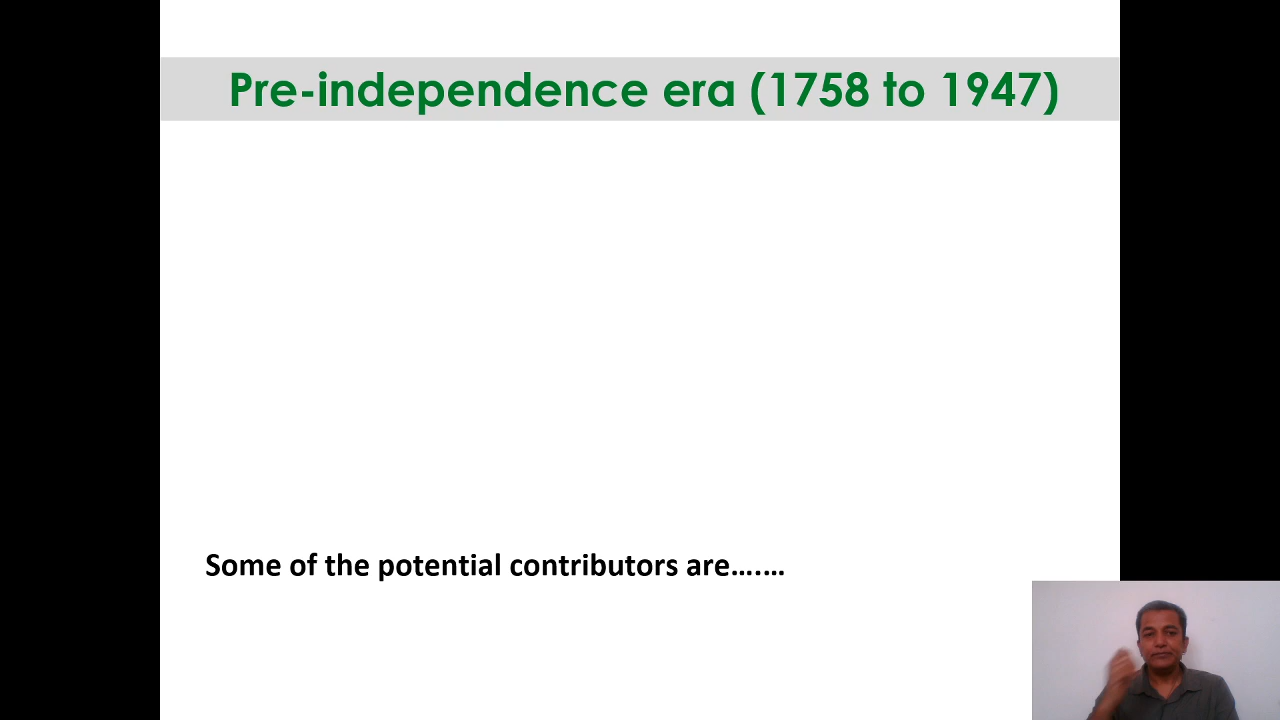 Pre-independence era (1758 to 1947)
Some of the potential contributors are…….